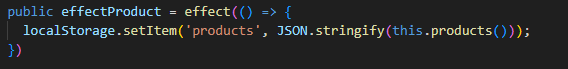 public effectProduct = effect(() => {
  localStorage.setItem('products', JSON.stringify(this.products()));
})